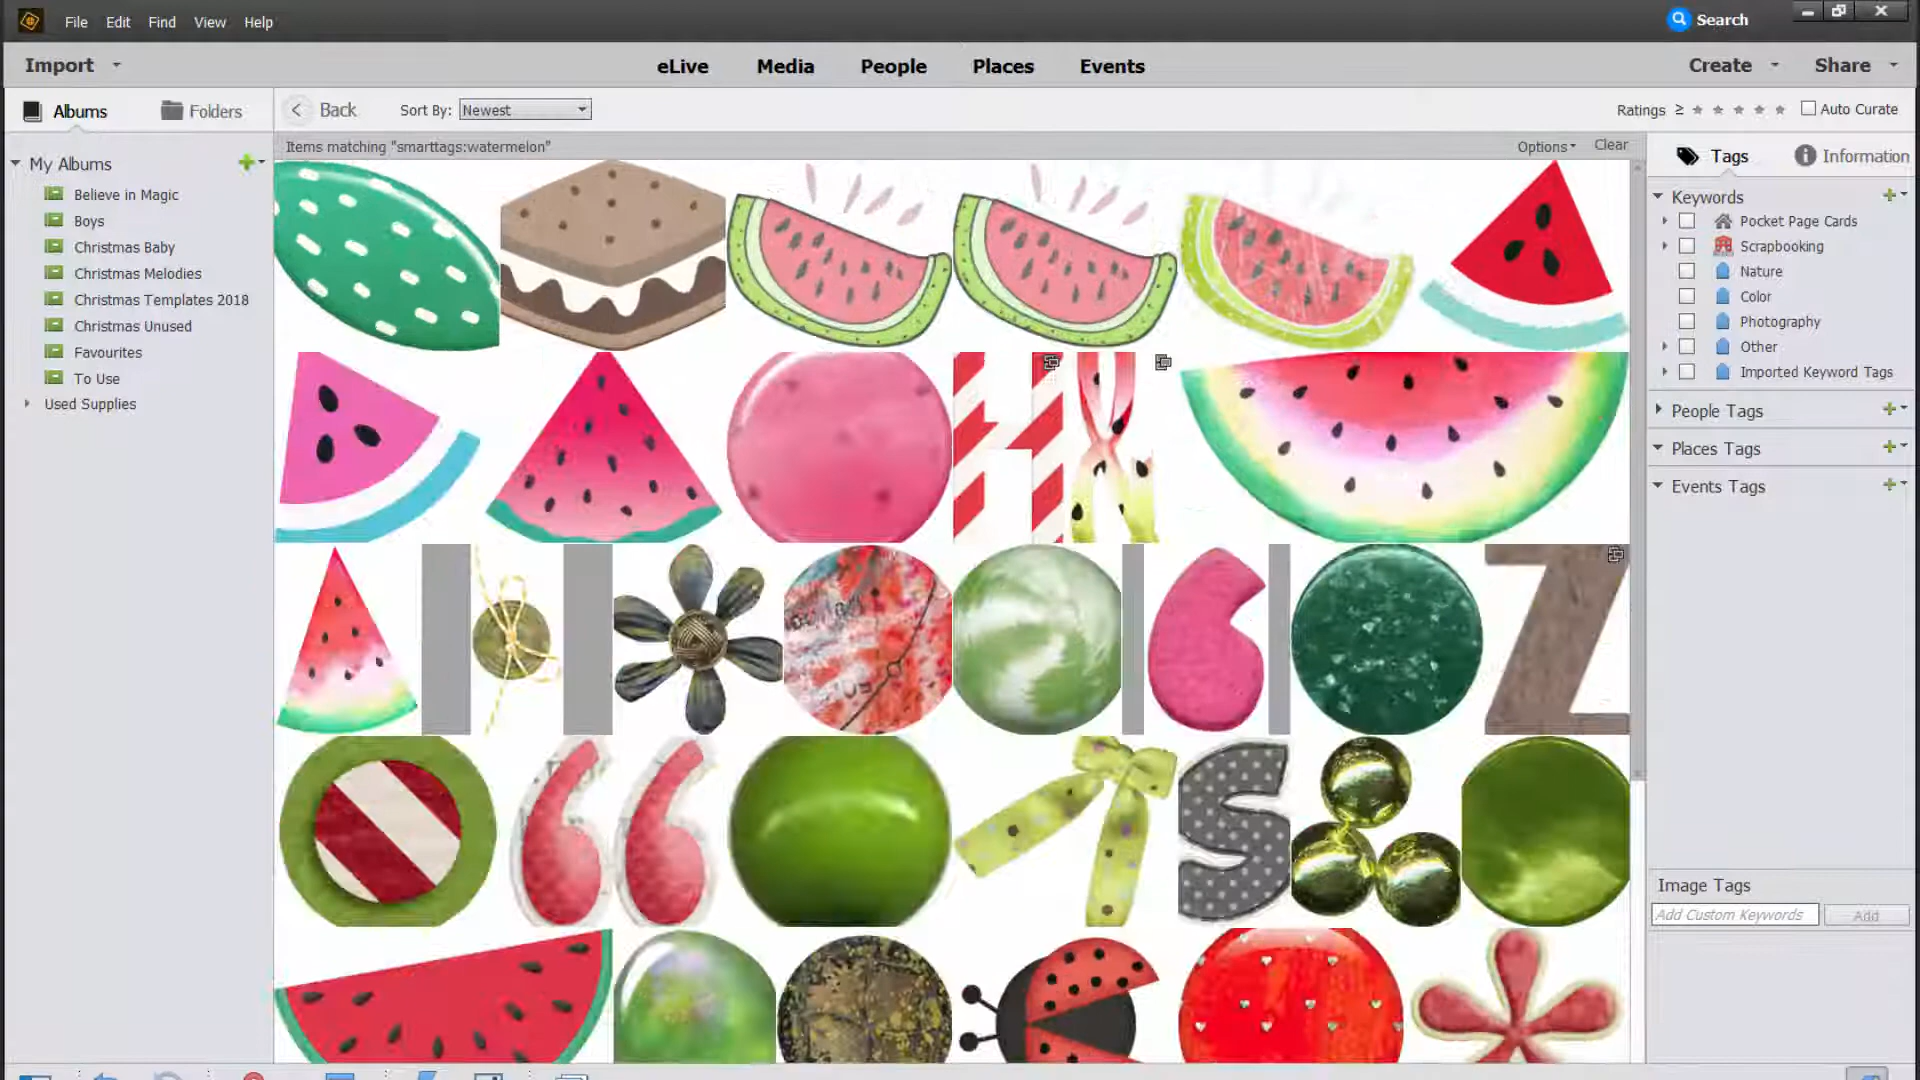 File Edit Find View Help
Search
Import
eLive Media People Places Events
Create Share
Albums Folders
Back Sort By: Newest
Ratings ≥ Auto Curate
Items matching "smarttags:watermelon"
Options Clear
Tags Information
My Albums
Believe in Magic
Boys
Christmas Baby
Christmas Melodies
Christmas Templates 2018
Christmas Unused
Favourites
To Use
Used Supplies
Keywords
Pocket Page Cards
Scrapbooking
Nature
Color
Photography
Other
Imported Keyword Tags
People Tags
Places Tags
Events Tags
Z
S
Image Tags
Add Custom Keywords Add